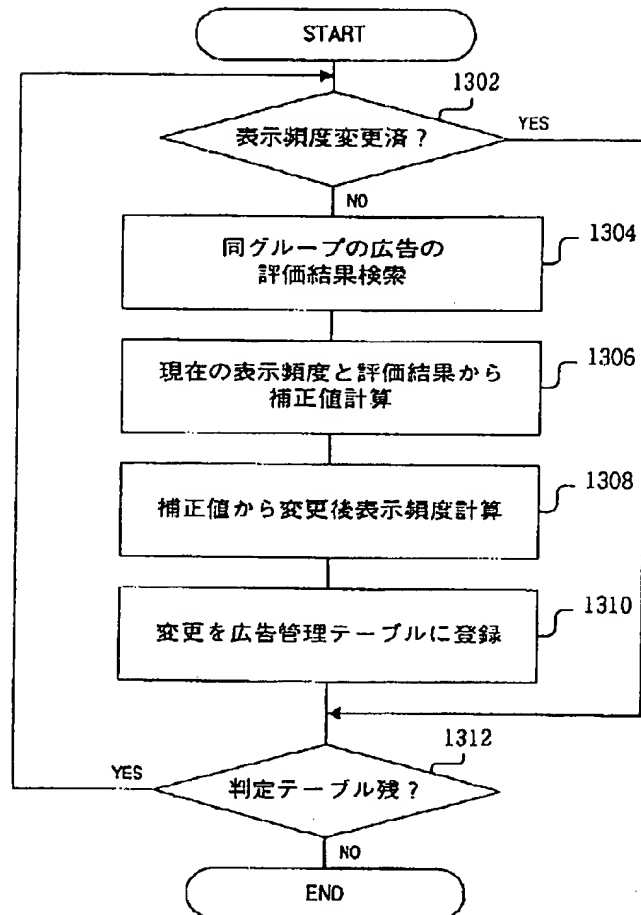 START
1302
表示頻度変更済？
YES
NO
同グループの広告の
評価結果検索
1304
現在の表示頻度と評価結果から
補正値計算
1306
補正値から変更後表示頻度計算
1308
変更を広告管理テーブルに登録
1310
1312
YES
判定テーブル残？
NO
END